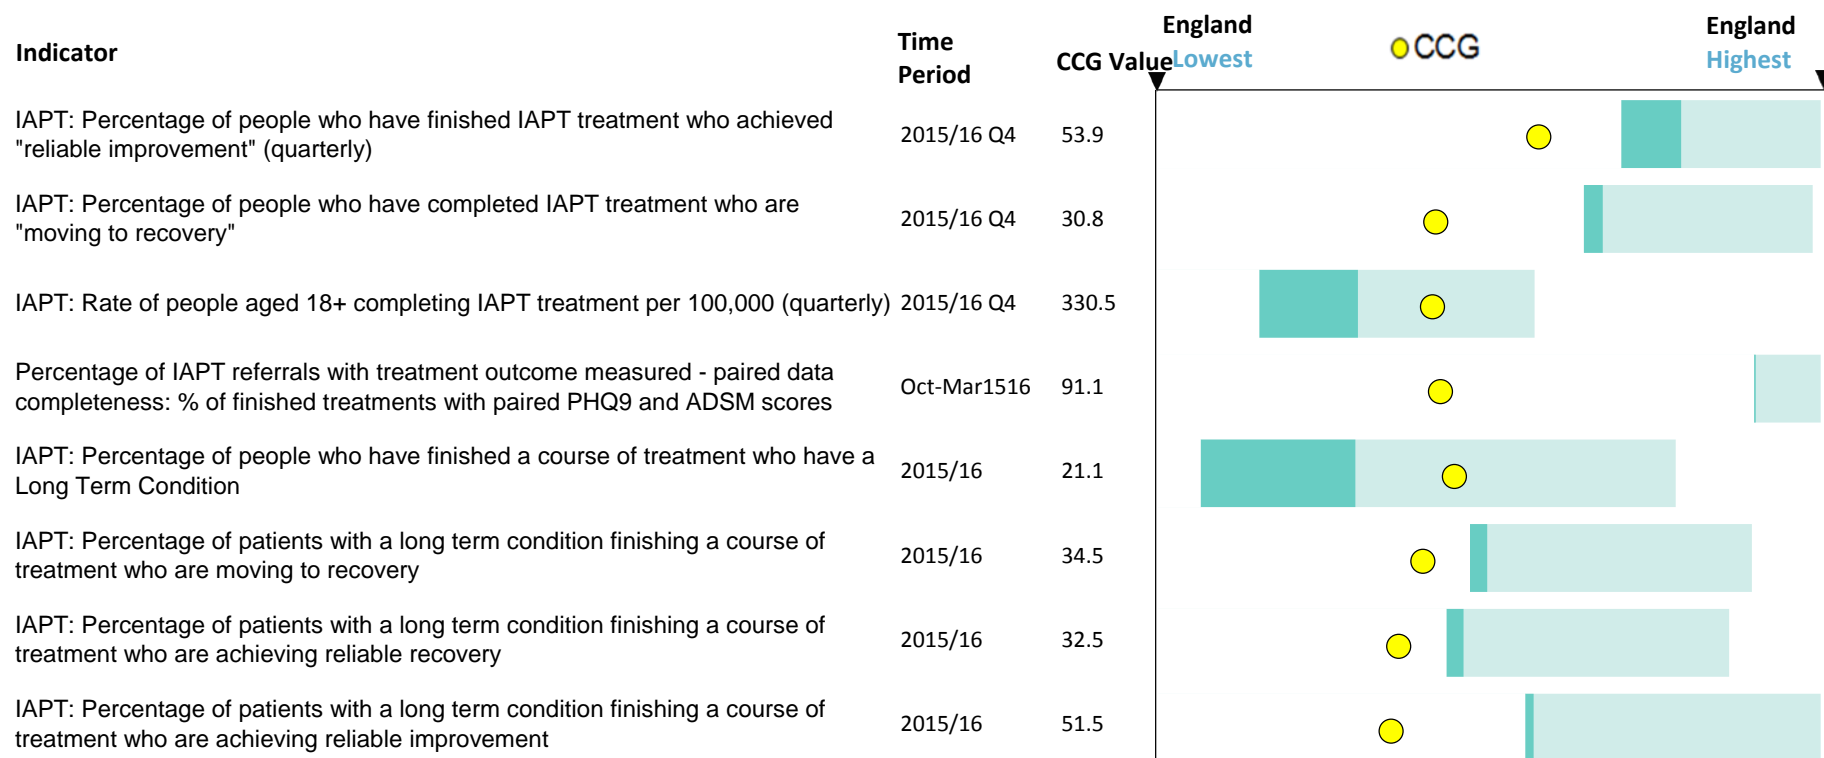 Indicator
Time Period
CCG Value
England Lowest
CCG
England Highest
IAPT: Percentage of people who have finished IAPT treatment who achieved
"reliable improvement" (quarterly)
2015/16 Q4
53.9
IAPT: Percentage of people who have completed IAPT treatment who are
"moving to recovery"
2015/16 Q4
30.8
IAPT: Rate of people aged 18+ completing IAPT treatment per 100,000 (quarterly)
2015/16 Q4
330.5
Percentage of IAPT referrals with treatment outcome measured - paired data
completeness: % of finished treatments with paired PHQ9 and ADSM scores
Oct-Mar1516
91.1
IAPT: Percentage of people who have finished a course of treatment who have a
Long Term Condition
2015/16
21.1
IAPT: Percentage of patients with a long term condition finishing a course of
treatment who are moving to recovery
2015/16
34.5
IAPT: Percentage of patients with a long term condition finishing a course of
treatment who are achieving reliable recovery
2015/16
32.5
IAPT: Percentage of patients with a long term condition finishing a course of
treatment who are achieving reliable improvement
2015/16
51.5